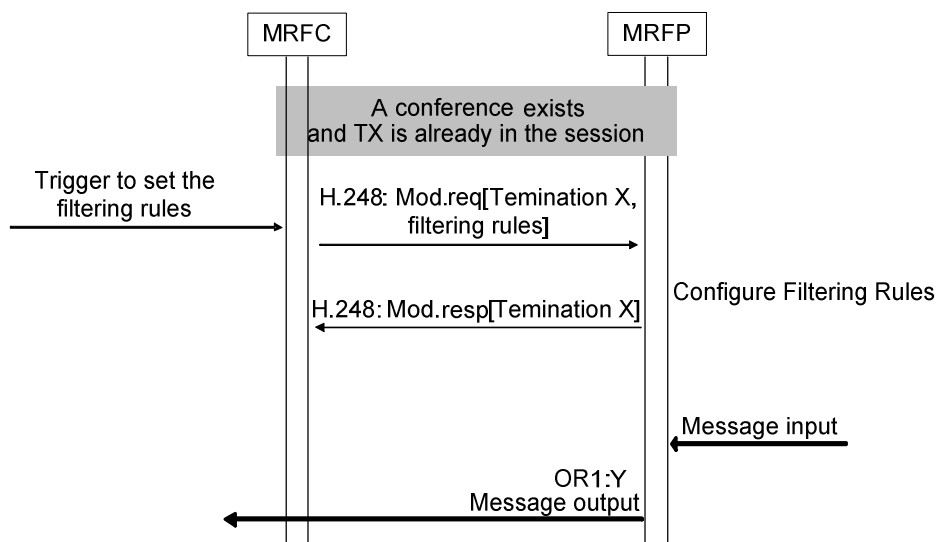 MRFC
MRFP
A conference exists
and TX is already in the session
Trigger to set the
filtering rules
H.248: Mod.req[Temination X,
filtering rules]
Configure Filtering Rules
H.248: Mod.resp[Temination X]
Message input
OR1:Y
Message output